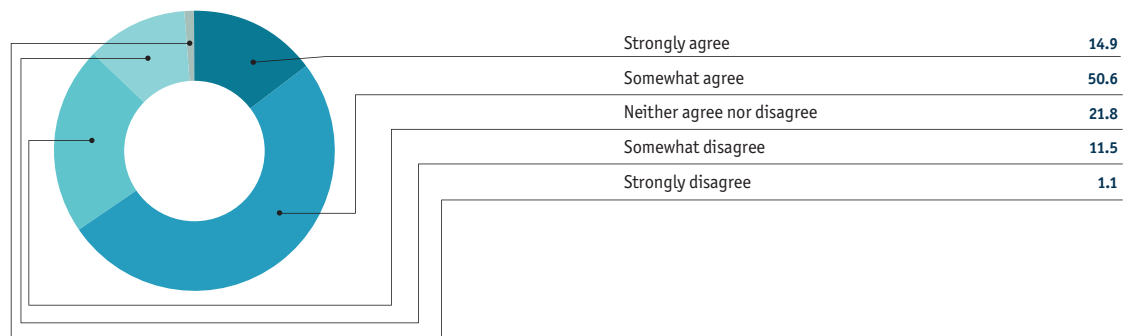 Strongly agree 14.9
Somewhat agree 50.6
Neither agree nor disagree 21.8
Somewhat disagree 11.5
Strongly disagree 1.1